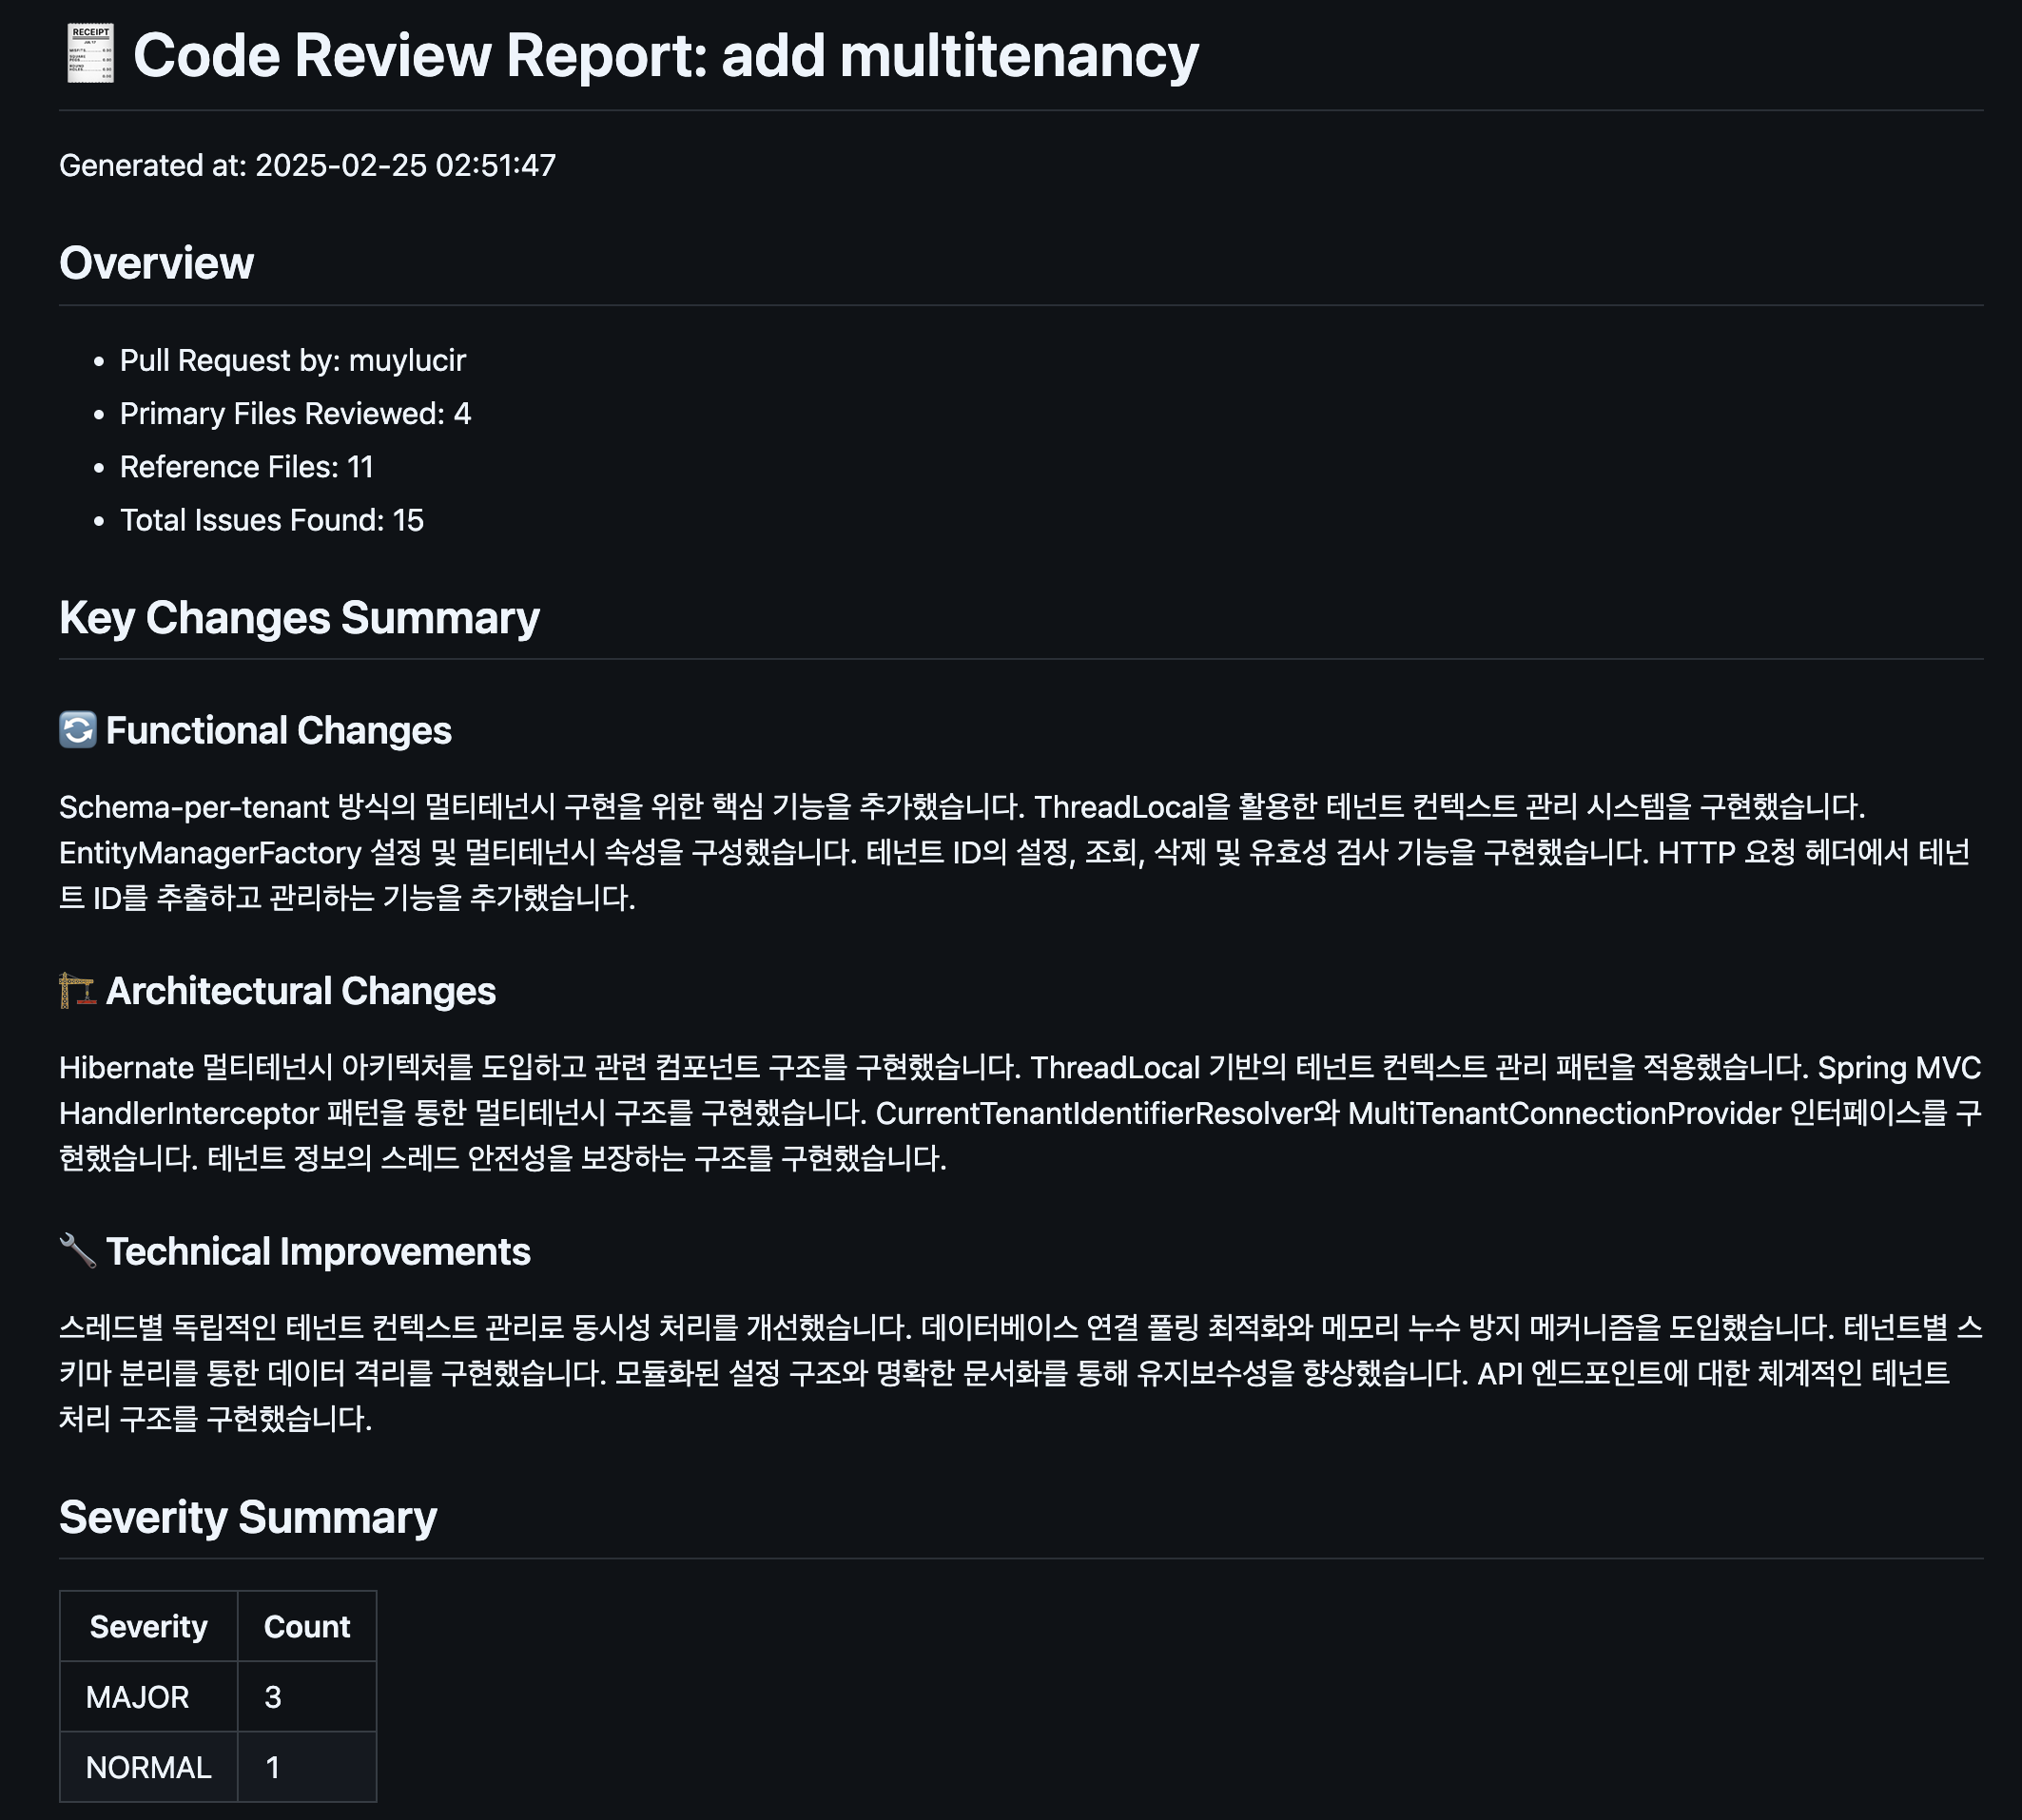 Code Review Report: add multitenancy
Generated at: 2025-02-25 02:51:47
Overview
• Pull Request by: muylucir
• Primary Files Reviewed: 4
• Reference Files: 11
• Total Issues Found: 15
Key Changes Summary
Functional Changes
Schema-per-tenant 방식의 멀티테넌시 구현을 위한 핵심 기능을 추가했습니다. ThreadLocal을 활용한 테넌트 컨텍스트 관리 시스템을 구현했습니다.
EntityManagerFactory 설정 및 멀티테넌시 속성을 구성했습니다. 테넌트 ID의 설정, 조회, 삭제 및 유효성 검사 기능을 구현했습니다. HTTP 요청 헤더에서 테넌
트 ID를 추출하고 관리하는 기능을 추가했습니다.
Architectural Changes
Hibernate 멀티테넌시 아키텍처를 도입하고 관련 컴포넌트 구조를 구현했습니다. ThreadLocal 기반의 테넌트 컨텍스트 관리 패턴을 적용했습니다. Spring MVC
HandlerInterceptor 패턴을 통한 멀티테넌시 구조를 구현했습니다. CurrentTenantIdentifierResolver와 MultiTenantConnectionProvider 인터페이스를 구
현했습니다. 테넌트 정보의 스레드 안전성을 보장하는 구조를 구현했습니다.
Technical Improvements
스레드별 독립적인 테넌트 컨텍스트 관리로 동시성 처리를 개선했습니다. 데이터베이스 연결 풀링 최적화와 메모리 누수 방지 메커니즘을 도입했습니다. 테넌트별 스
키마 분리를 통한 데이터 격리를 구현했습니다. 모듈화된 설정 구조와 명확한 문서화를 통해 유지보수성을 향상했습니다. API 엔드포인트에 대한 체계적인 테넌트
처리 구조를 구현했습니다.
Severity Summary
Severity Count
MAJOR 3
NORMAL 1